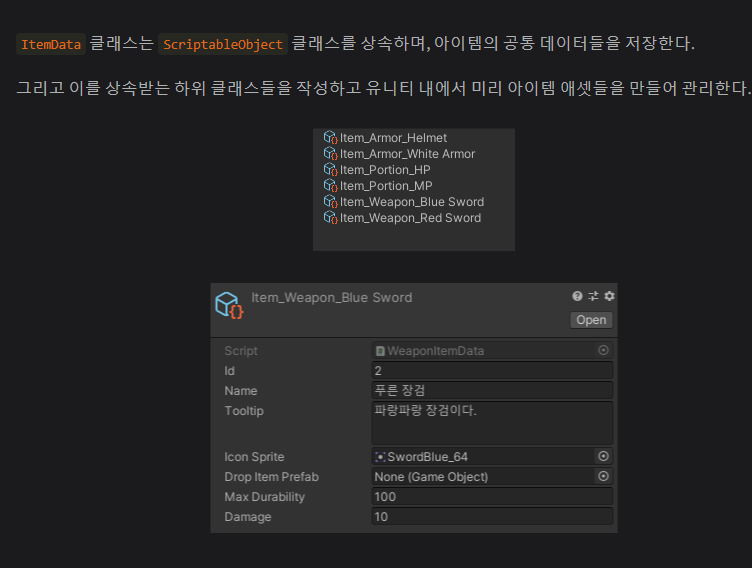 ItemData 클래스는 ScriptableObject 클래스를 상속하며, 아이템의 공통 데이터들을 저장한다.
그리고 이를 상속받는 하위 클래스들을 작성하고 유니티 내에서 미리 아이템 애셋들을 만들어 관리한다.
Item_Armor_Helmet
Item_Armor_White Armor
Item_Portion_HP
Item_Portion_MP
Item_Weapon_Blue Sword
Item_Weapon_Red Sword
Item_Weapon_Blue Sword
Open
Script WeaponItemData
Id 2
Name 푸른 장검
Tooltip 파랑파랑 장검이다.
Icon Sprite SwordBlue_64
Drop Item Prefab None (Game Object)
Max Durability 100
Damage 10